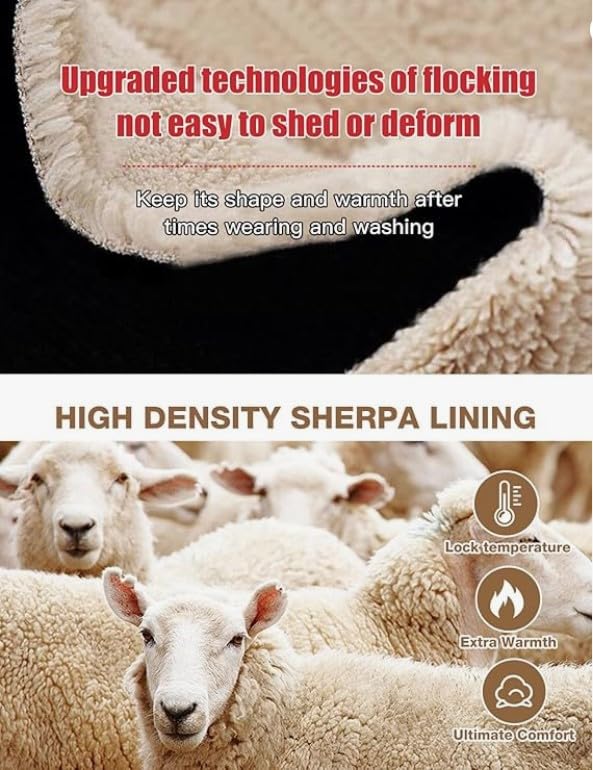 Upgraded technologies of flocking
not easy to shed or deform
Keep its shape and warmth after
times wearing and washing
HIGH DENSITY SHERPA LINING
Lock temperature
Extra Warmth
Ultimate Comfort